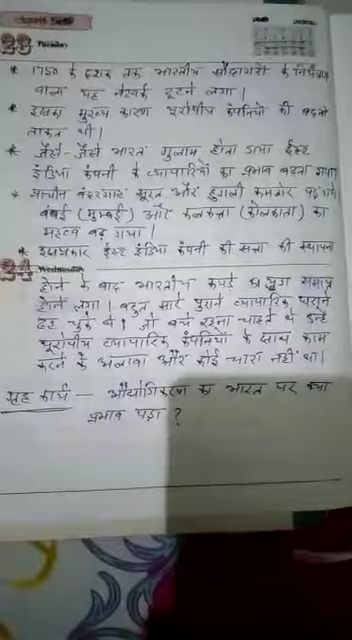 23 Tuesday
* 1750 के दशक तक भारतीय सौदागरों के नियंत्रण
वाला यह नेटवर्क टूटने लगा।
* इसका मुख्य कारण यूरोपीय कंपनियों की बढ़ती
ताकत थी।
* जैसे-जैसे भारत गुलाम होता गया ईस्ट
इंडिया कंपनी के व्यापारियों का प्रभाव बढ़ता गया
* प्राचीन बंदरगाह सूरत और हुगली कमजोर पड़ गये।
बंबई (मुम्बई) और कलकत्ता (कोलकाता) का
महत्व बढ़ गया।
* इसप्रकार ईस्ट इंडिया कंपनी की सत्ता की स्थापना
24 Wednesday
होने के बाद भारतीय कपड़े का युग समाप्त
होने लगा। बहुत सारे पुराने व्यापारिक घराने
ढह चुके थे। जो बचे रहना चाहते थे उन्हें
यूरोपीय व्यापारिक कंपनियों के साथ काम
करने के अलावा और कोई चारा नहीं था।
गृह कार्य — औद्योगिकरण का भारत पर क्या
प्रभाव पड़ा?